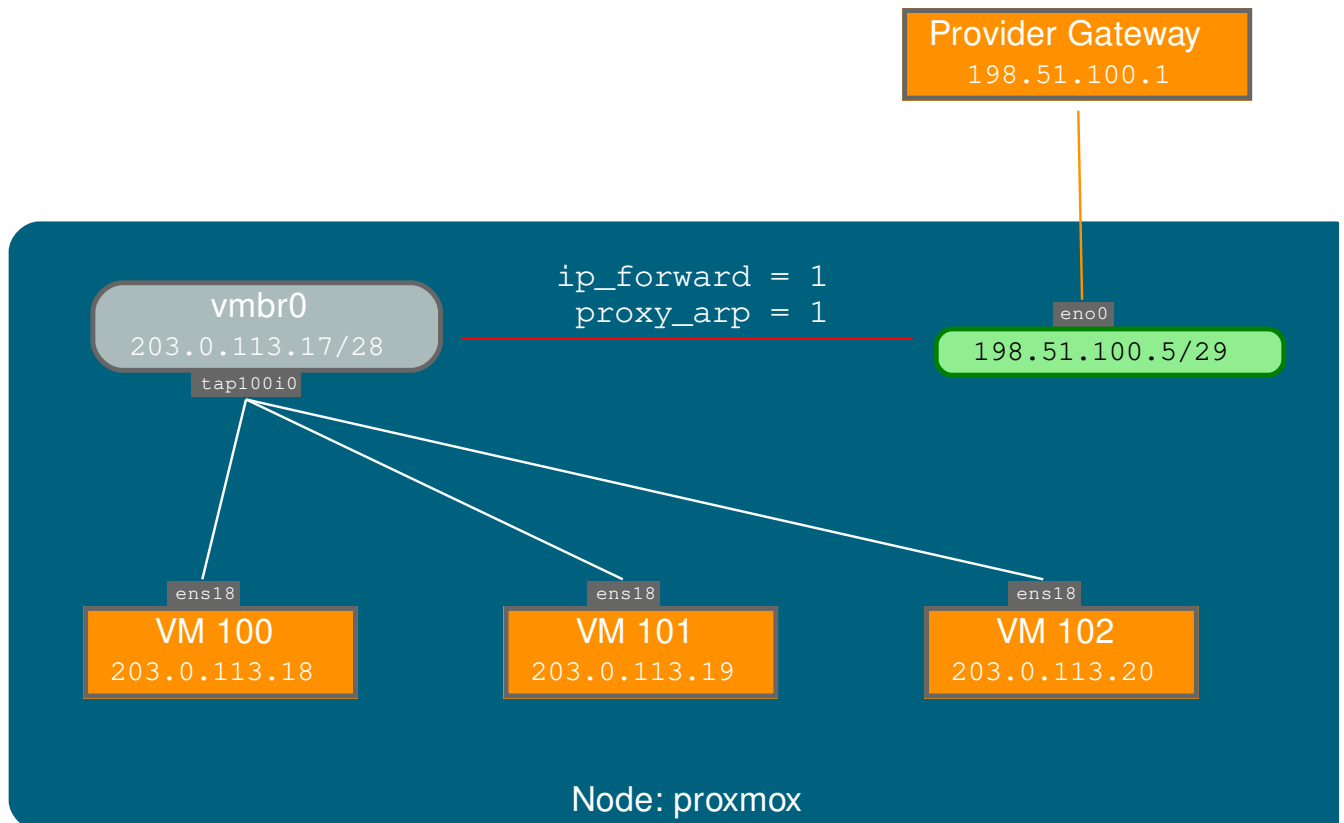 Provider Gateway
198.51.100.1
ip_forward = 1
proxy_arp = 1
vmbr0
203.0.113.17/28
tap100i0
eno0
198.51.100.5/29
ens18
VM 100
203.0.113.18
ens18
VM 101
203.0.113.19
ens18
VM 102
203.0.113.20
Node: proxmox